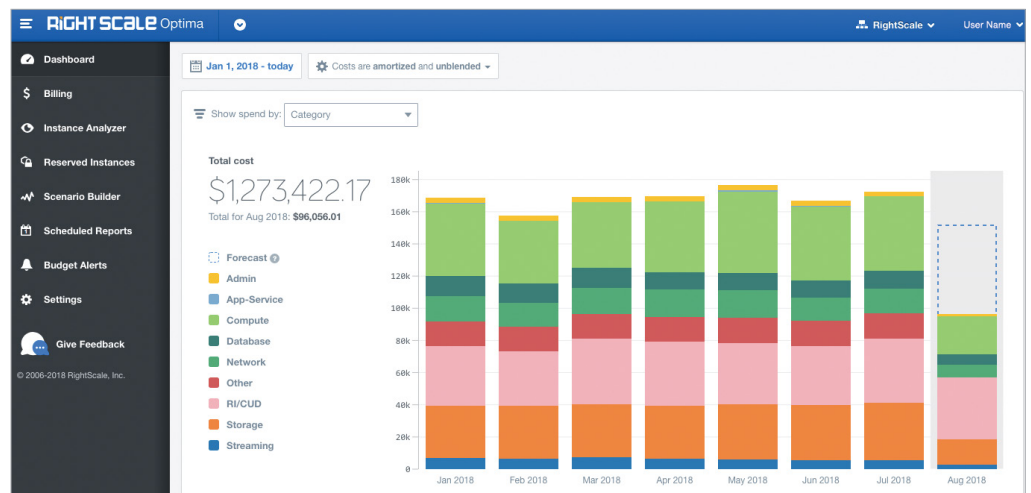 RIGHTSCALE Optima
RightScale
User Name
Dashboard
Billing
Instance Analyzer
Reserved Instances
Scenario Builder
Scheduled Reports
Budget Alerts
Settings
Give Feedback
© 2006-2018 RightScale, Inc.
Jan 1, 2018 - today
Costs are amortized and unblended
Show spend by: Category
Total cost
$1,273,422.17
Total for Aug 2018: $96,056.01
Forecast ?
Admin
App-Service
Compute
Database
Network
Other
RI/CUD
Storage
Streaming
180k
160k
140k
120k
100k
80k
60k
40k
20k
0
Jan 2018 Feb 2018 Mar 2018 Apr 2018 May 2018 Jun 2018 Jul 2018 Aug 2018